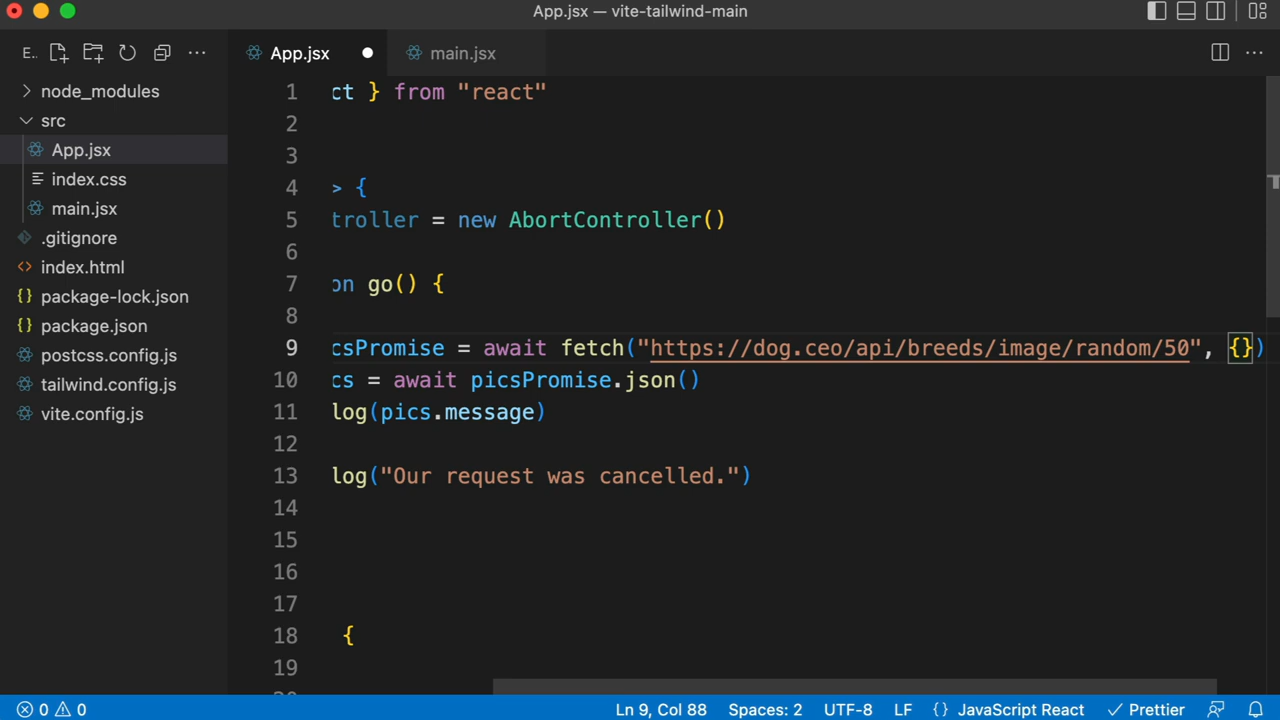 App.jsx — vite-tailwind-main
E..
App.jsx
main.jsx
node_modules
src
App.jsx
index.css
main.jsx
.gitignore
index.html
package-lock.json
package.json
postcss.config.js
tailwind.config.js
vite.config.js
1 ct } from "react"
2
3
4 > {
5 troller = new AbortController()
6
7 on go() {
8
9 csPromise = await fetch("https://dog.ceo/api/breeds/image/random/50", {})
10 cs = await picsPromise.json()
11 log(pics.message)
12
13 log("Our request was cancelled.")
14
15
16
17
18 {
19
0 0 Ln 9, Col 88 Spaces: 2 UTF-8 LF {} JavaScript React Prettier